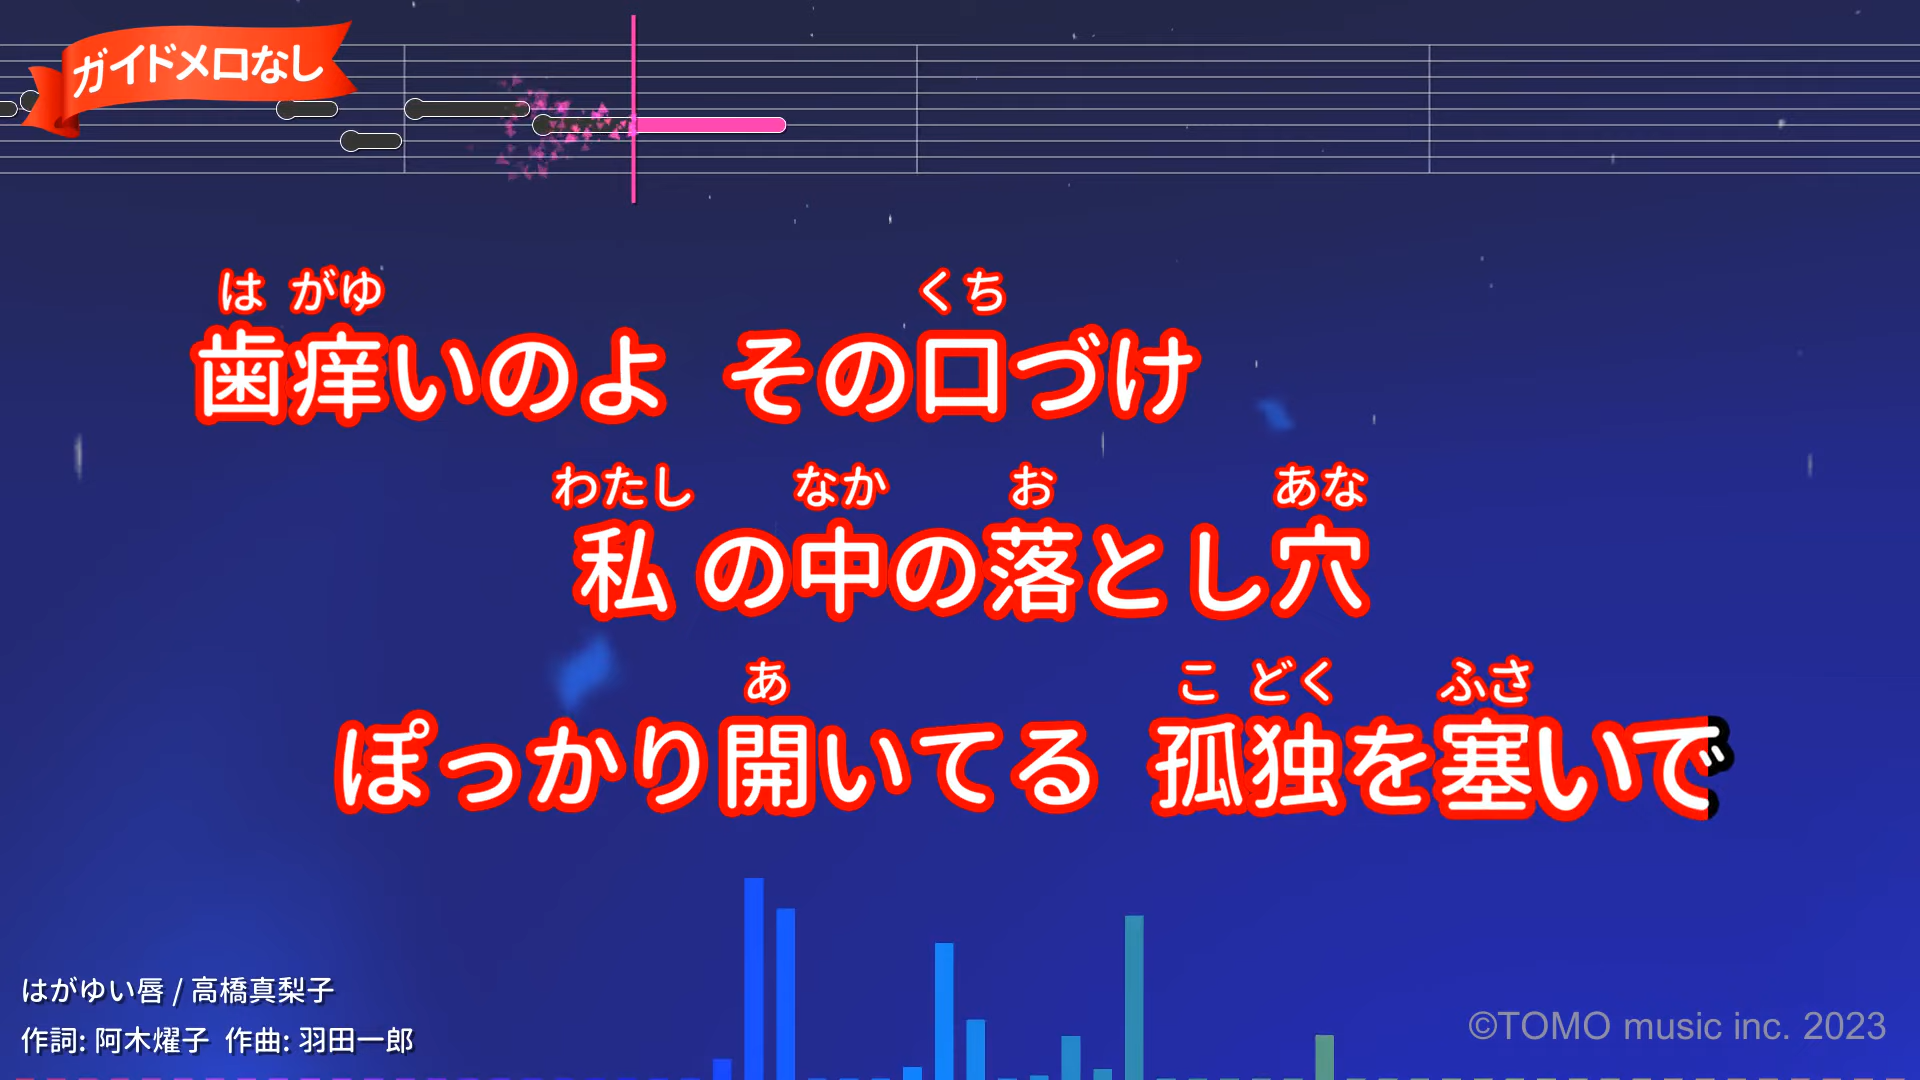 ガイドメロなし
は がゆ くち
歯痒いのよ その口づけ
わたし なか お あな
私の中の落とし穴
あ こ どく ふさ
ぽっかり開いてる 孤独を塞いで
はがゆい唇 / 高橋真梨子
作詞: 阿木燿子 作曲: 羽田一郎
©TOMO music inc. 2023